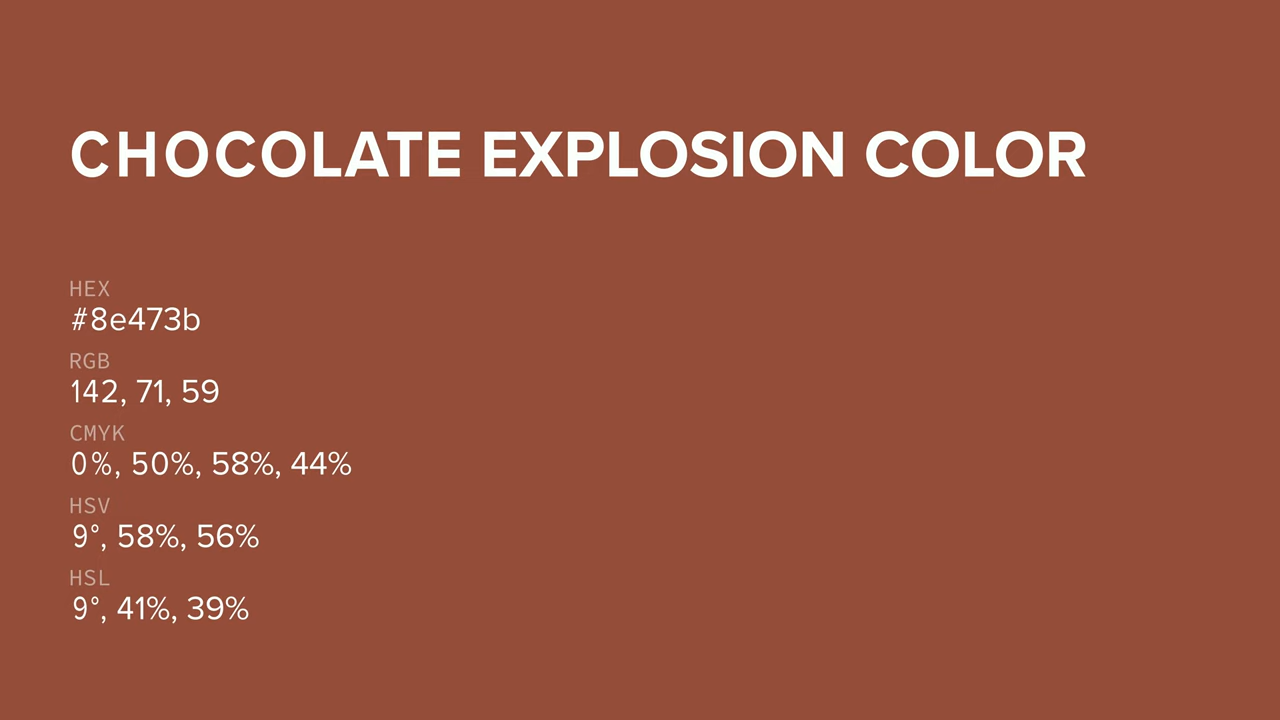 CHOCOLATE EXPLOSION COLOR
HEX
#8e473b
RGB
142, 71, 59
CMYK
0%, 50%, 58%, 44%
HSV
9°, 58%, 56%
HSL
9°, 41%, 39%